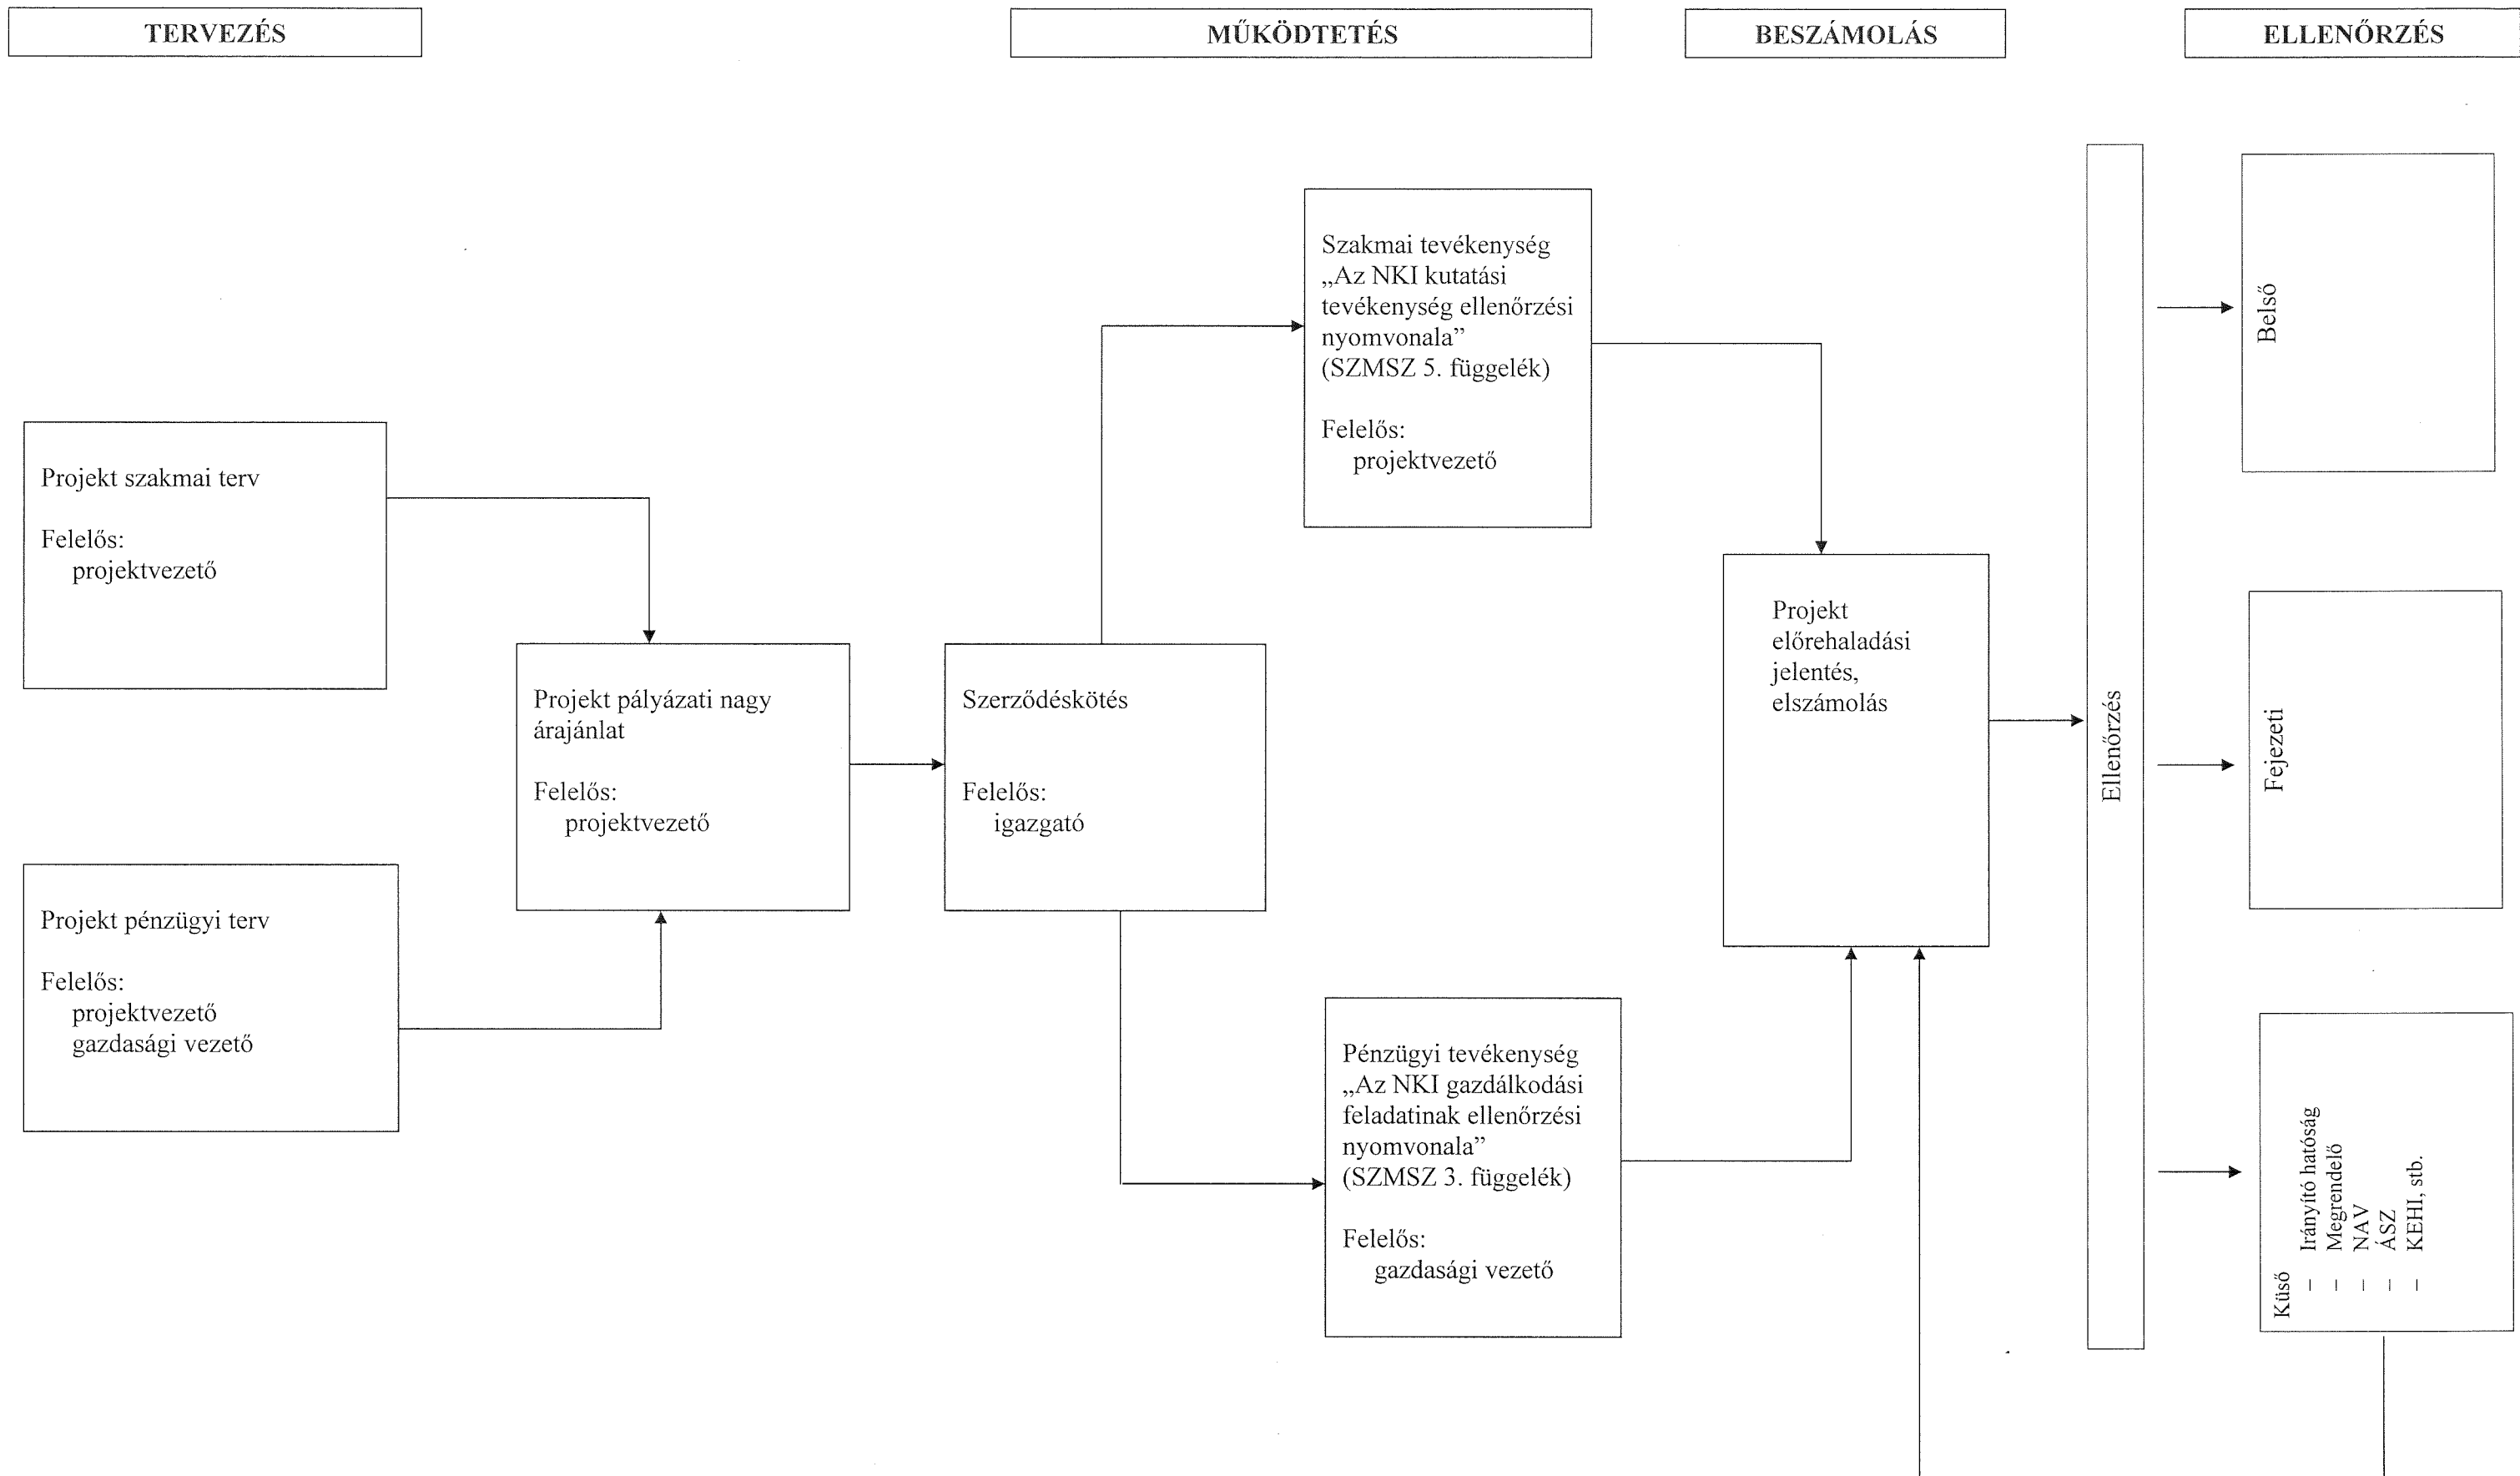 TERVEZÉS
MŰKÖDTETÉS
BESZÁMOLÁS
ELLENŐRZÉS
Projekt szakmai terv
Felelős:
projektvezető
Projekt pénzügyi terv
Felelős:
projektvezető
gazdasági vezető
Projekt pályázati nagy
árajánlat
Felelős:
projektvezető
Szerződéskötés
Felelős:
igazgató
Szakmai tevékenység
„Az NKI kutatási
tevékenység ellenőrzési
nyomvonala”
(SZMSZ 5. függelék)
Felelős:
projektvezető
Pénzügyi tevékenység
„Az NKI gazdálkodási
feladatinak ellenőrzési
nyomvonala”
(SZMSZ 3. függelék)
Felelős:
gazdasági vezető
Projekt
előrehaladási
jelentés,
elszámolás
Ellenőrzés
Belső
Fejezeti
Küső
– Irányító hatóság
– Megrendelő
– NAV
– ÁSZ
– KEHI, stb.